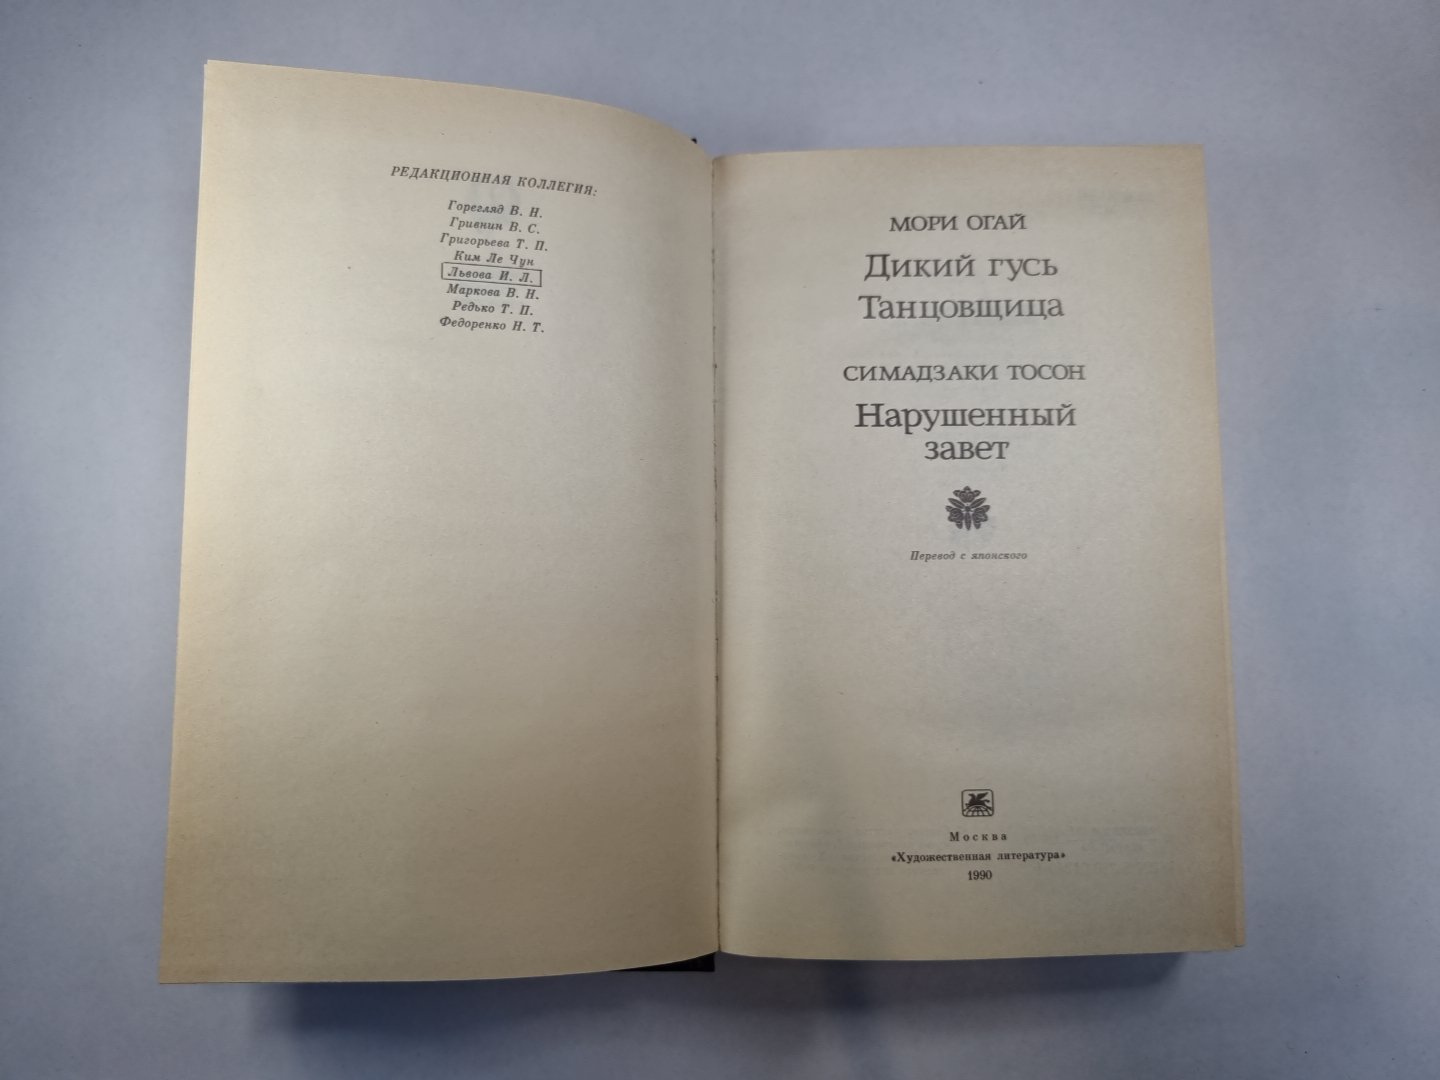 РЕДАКЦИОННАЯ КОЛЛЕГИЯ:
Горегляд В. Н.
Гривнин В. С.
Григорьева Т. П.
Ким Ле Чун
Львова И. Л.
Маркова В. Н.
Редько Т. П.
Федоренко Н. Т.
МОРИ ОГАЙ
Дикий гусь
Танцовщица
СИМАДЗАКИ ТОСОН
Нарушенный
завет
Перевод с японского
Москва
«Художественная литература»
1990